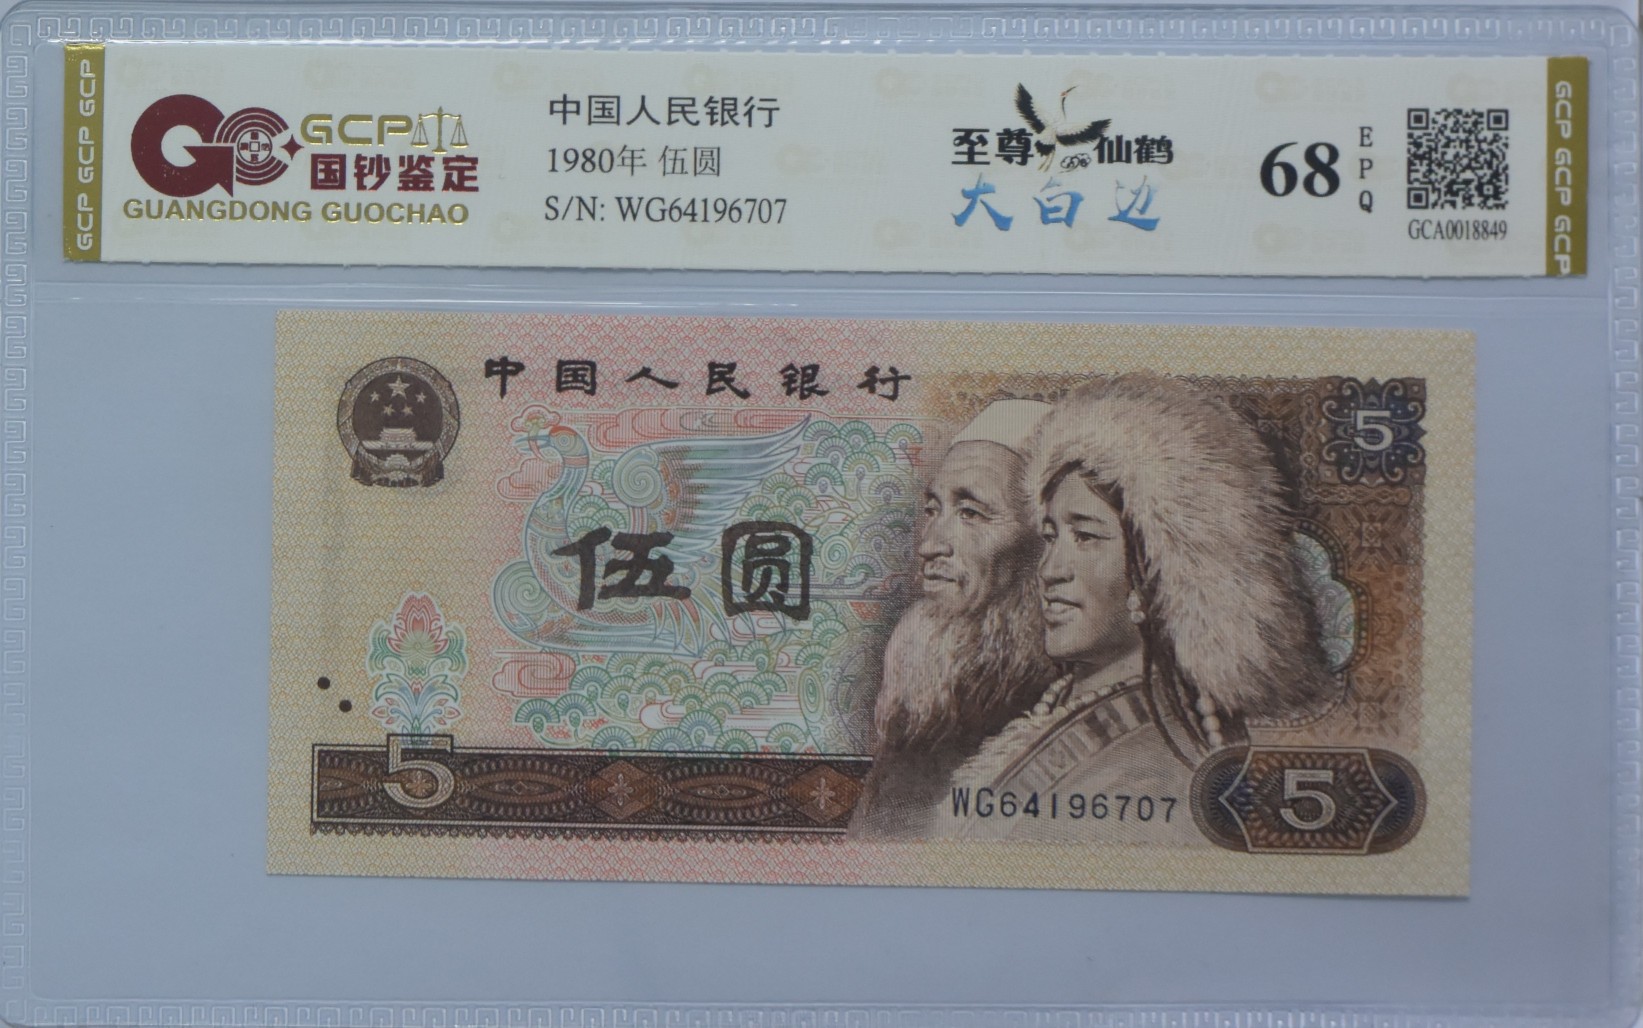 GCP GCP GCP
GCP
国钞鉴定
GUANGDONG GUOCHAO
中国人民银行
1980年 伍圆
S/N: WG64196707
至尊仙鹤
大白边
68
EPQ
GCA0018849
GCP GCP GCP
中国人民银行
5
伍圆
5
WG64196707
5